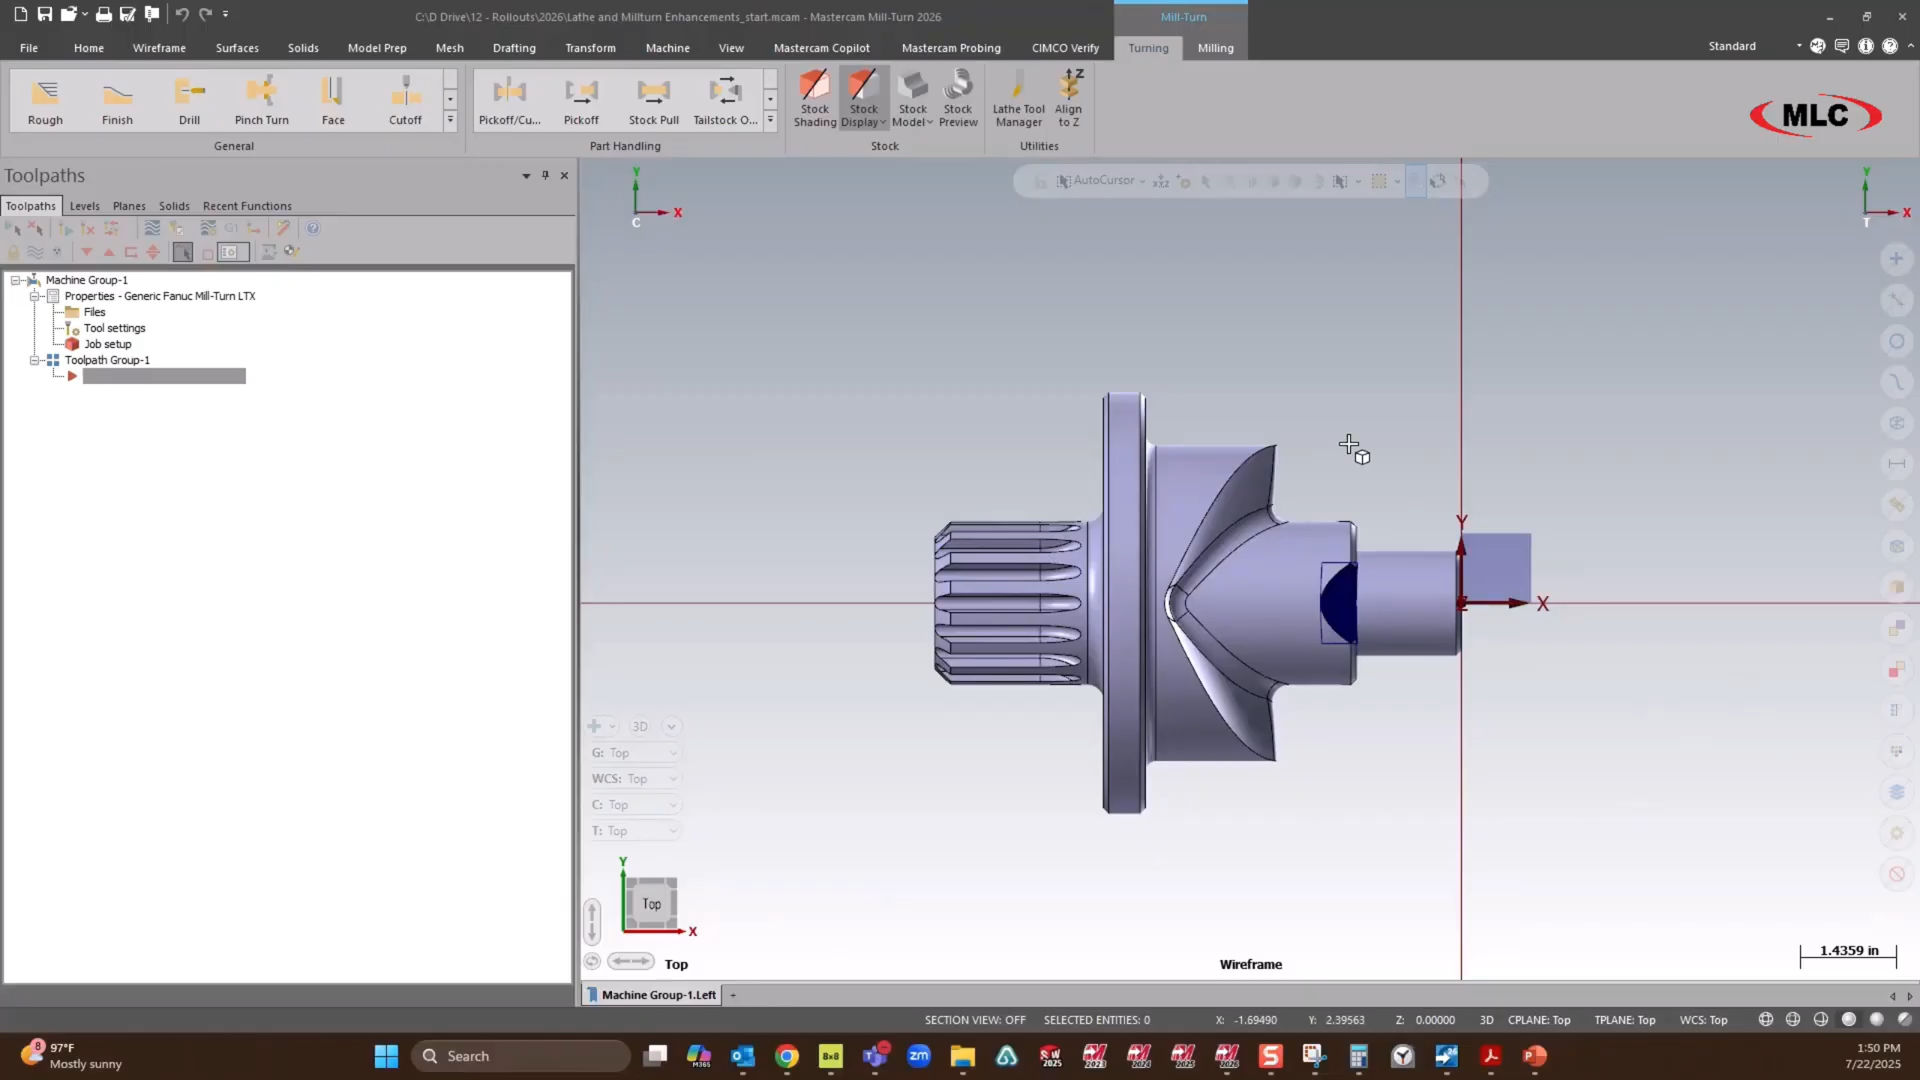 C:\D Drive\12 - Rollouts\2026\Lathe and Millturn Enhancements_start.mcam - Mastercam Mill-Turn 2026
Mill-Turn
File Home Wireframe Surfaces Solids Model Prep Mesh Drafting Transform Machine View Mastercam Copilot Mastercam Probing CIMCO Verify Turning Milling Standard
Rough Finish Drill Pinch Turn Face Cutoff
General
Pickoff/Cu... Pickoff Stock Pull Tailstock O...
Part Handling
Stock Shading
Stock Display
Stock Model
Stock Preview
Stock
Lathe Tool Manager
Align to Z
Utilities
MLC
Toolpaths
Toolpaths Levels Planes Solids Recent Functions
G1
Machine Group-1
Properties - Generic Fanuc Mill-Turn LTX
Files
Tool settings
Job setup
Toolpath Group-1
AutoCursor
Y
X
C
Y
X
T
Y
X
3D
G: Top
WCS: Top
C: Top
T: Top
Y
Top
X
Top
Wireframe
1.4359 in
Machine Group-1.Left +
SECTION VIEW: OFF SELECTED ENTITIES: 0 X: -1.69490 Y: 2.39563 Z: 0.00000 3D CPLANE: Top TPLANE: Top WCS: Top
8
97°F
Mostly sunny
Search
1:50 PM
7/22/2025